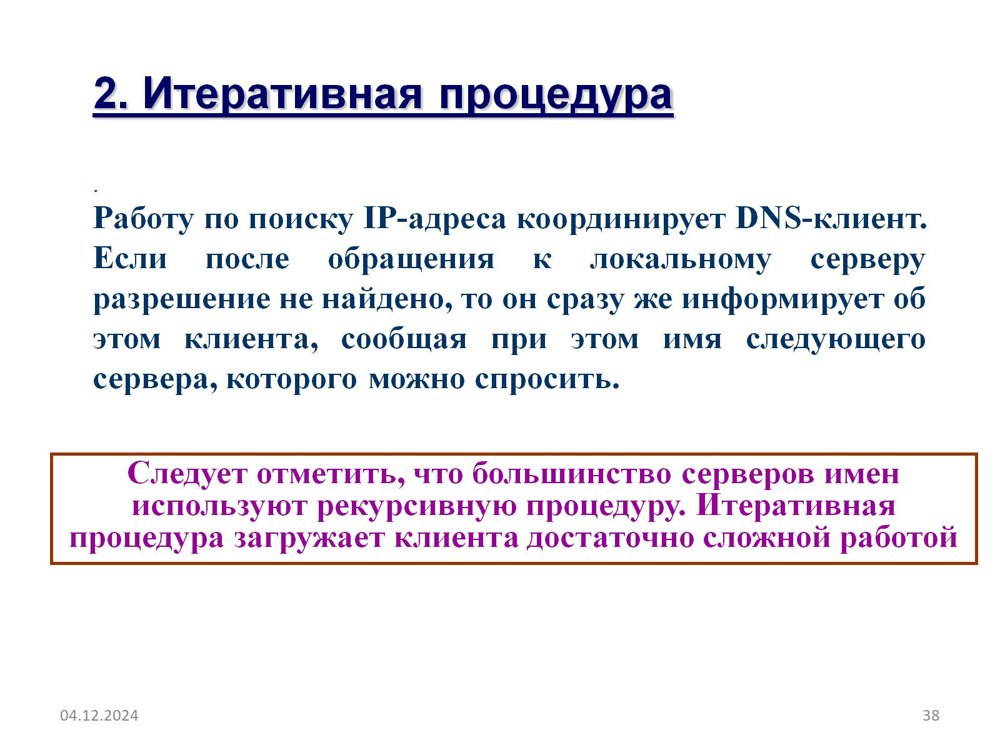 2. Итеративная процедура
Работу по поиску IP-адреса координирует DNS-клиент.
Если после обращения к локальному серверу
разрешение не найдено, то он сразу же информирует об
этом клиента, сообщая при этом имя следующего
сервера, которого можно спросить.
Следует отметить, что большинство серверов имен
используют рекурсивную процедуру. Итеративная
процедура загружает клиента достаточно сложной работой
04.12.2024
38